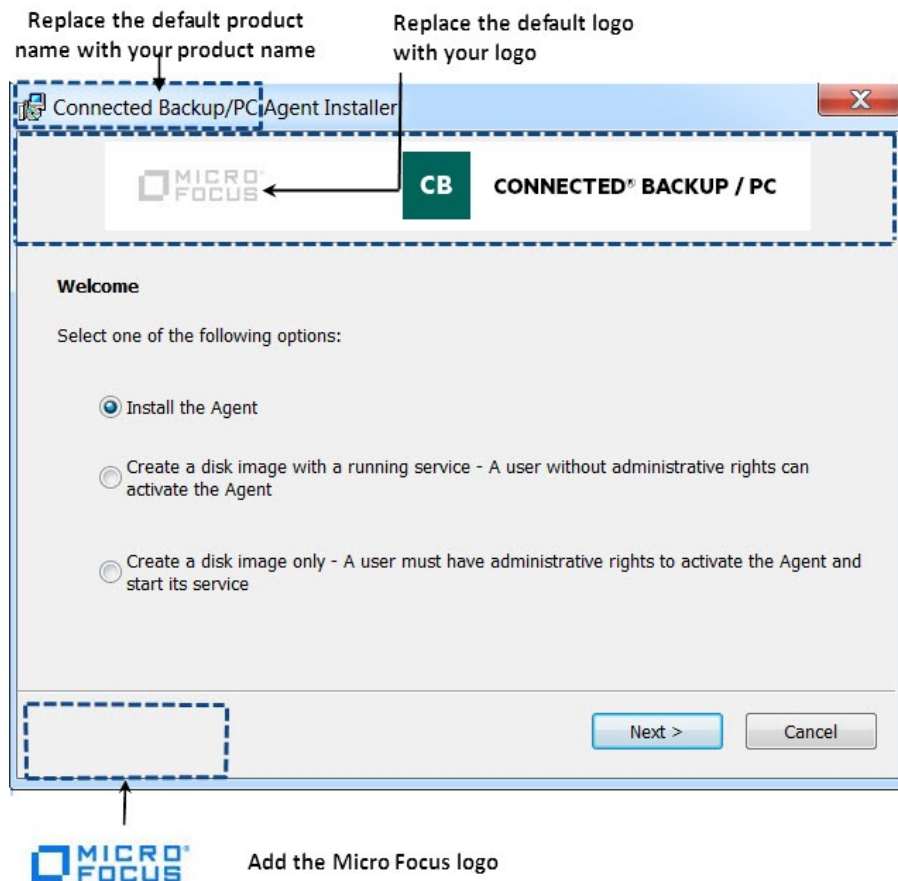 Replace the default product
name with your product name
Replace the default logo
with your logo
Connected Backup/PC Agent Installer
X
MICRO
FOCUS
CB
CONNECTED® BACKUP / PC
Welcome
Select one of the following options:
Install the Agent
Create a disk image with a running service - A user without administrative rights can
activate the Agent
Create a disk image only - A user must have administrative rights to activate the Agent and
start its service
Next >
Cancel
MICRO®
FOCUS
Add the Micro Focus logo